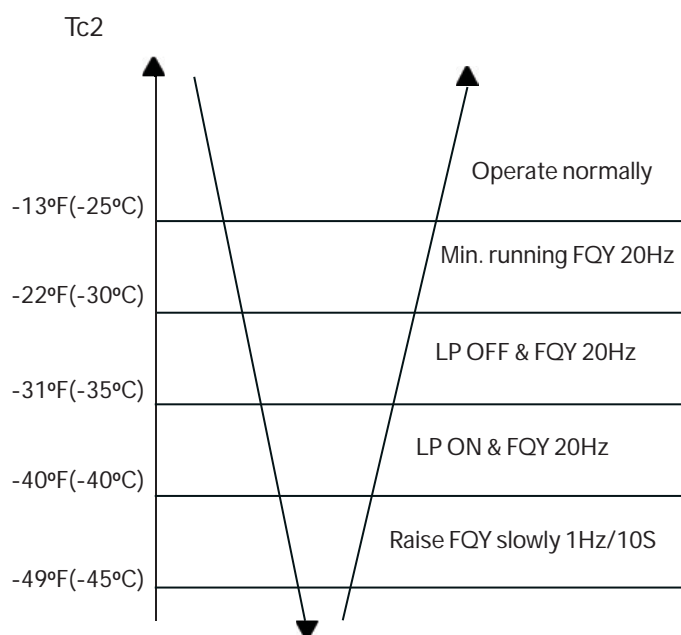 Tc2
Operate normally
-13ºF(-25ºC)
Min. running FQY 20Hz
-22ºF(-30ºC)
LP OFF & FQY 20Hz
-31ºF(-35ºC)
LP ON & FQY 20Hz
-40ºF(-40ºC)
Raise FQY slowly 1Hz/10S
-49ºF(-45ºC)